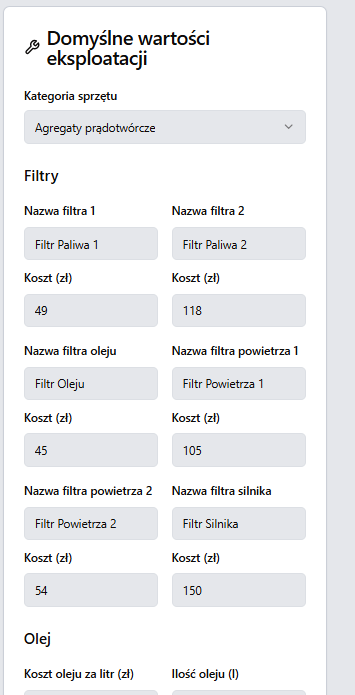 Domyślne wartości
eksploatacji
Kategoria sprzętu
Agregaty prądotwórcze
Filtry
Nazwa filtra 1 Nazwa filtra 2
Filtr Paliwa 1 Filtr Paliwa 2
Koszt (zł) Koszt (zł)
49 118
Nazwa filtra oleju Nazwa filtra powietrza 1
Filtr Oleju Filtr Powietrza 1
Koszt (zł) Koszt (zł)
45 105
Nazwa filtra powietrza 2 Nazwa filtra silnika
Filtr Powietrza 2 Filtr Silnika
Koszt (zł) Koszt (zł)
54 150
Olej
Koszt oleju za litr (zł) Ilość oleju (l)